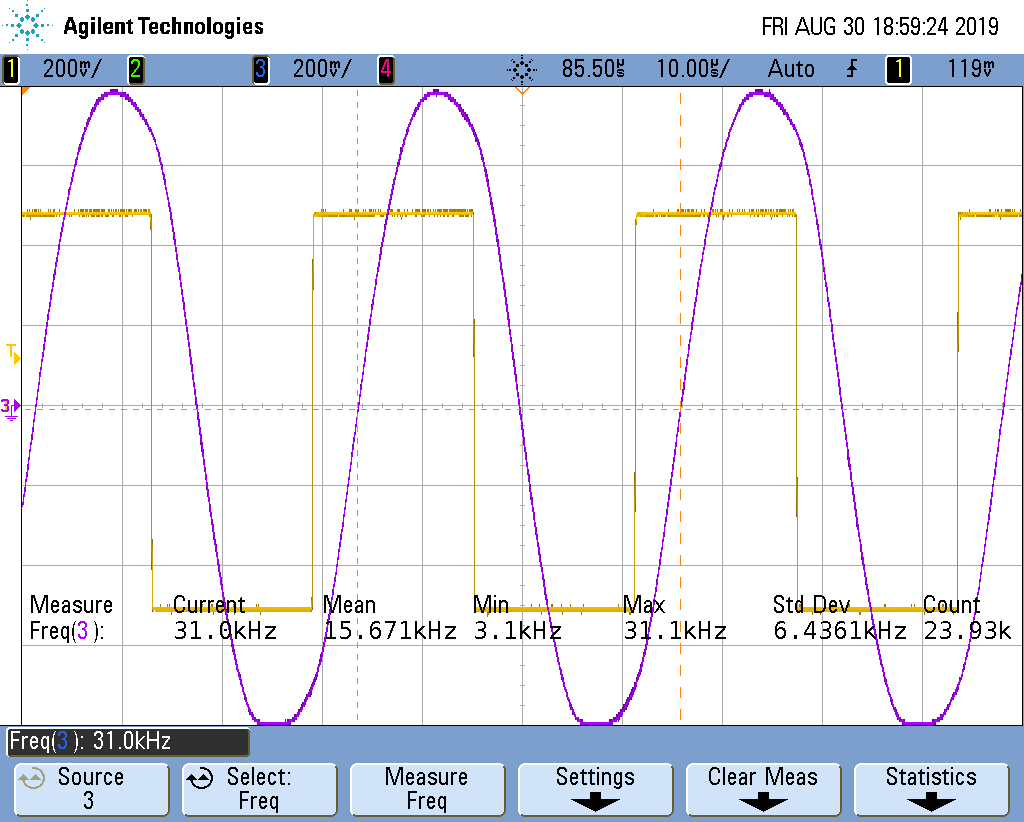 Agilent Technologies FRI AUG 30 18:59:24 2019
1 200mV/ 2 3 200mV/ 4 85.50µs 10.00µs/ Auto 1 119mV
T
3
Measure Current Mean Min Max Std Dev Count
Freq(3): 31.0kHz 15.671kHz 3.1kHz 31.1kHz 6.4361kHz 23.93k
Freq(3): 31.0kHz
Source Select: Measure Settings Clear Meas Statistics
3 Freq Freq